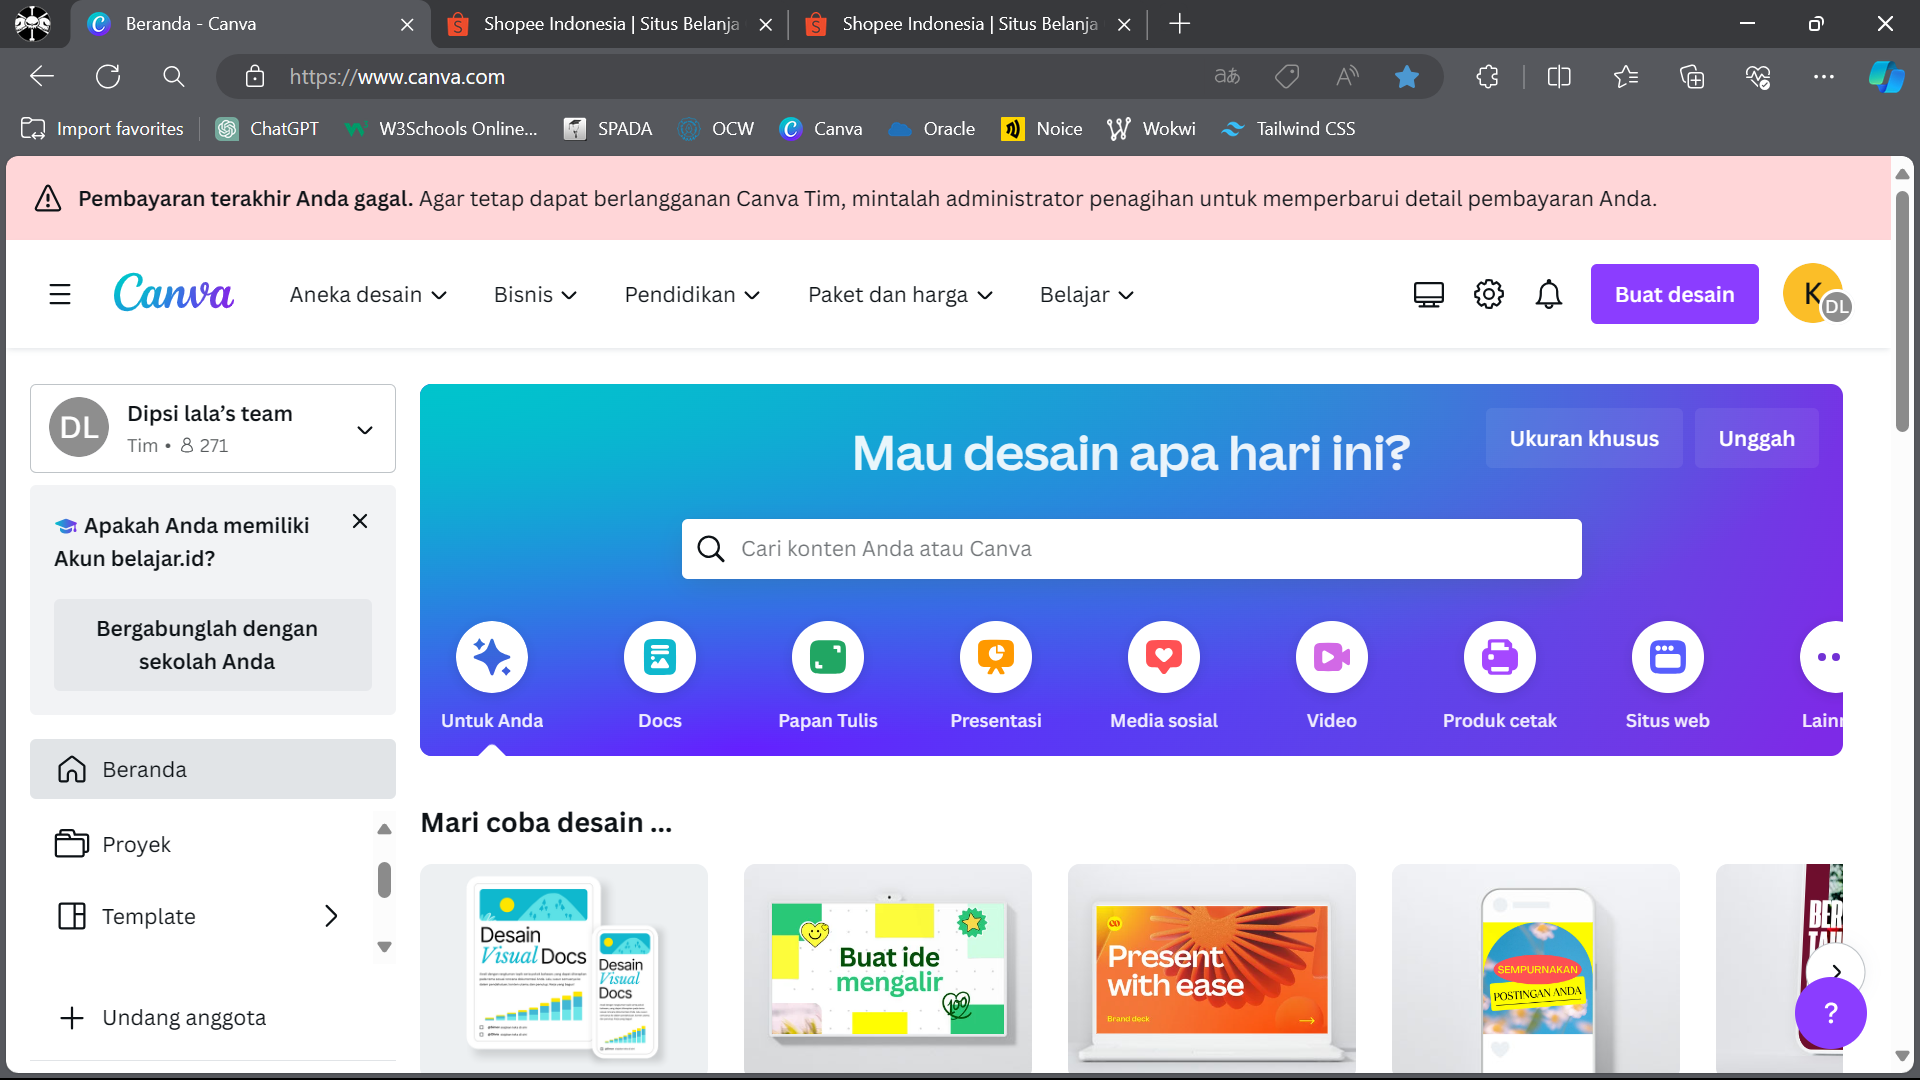 Beranda - Canva
Shopee Indonesia | Situs Belanja
Shopee Indonesia | Situs Belanja
https://www.canva.com
Import favorites
ChatGPT
W3Schools Online...
SPADA
OCW
Canva
Oracle
Noice
Wokwi
Tailwind CSS
Pembayaran terakhir Anda gagal. Agar tetap dapat berlangganan Canva Tim, mintalah administrator penagihan untuk memperbarui detail pembayaran Anda.
Canva
Aneka desain
Bisnis
Pendidikan
Paket dan harga
Belajar
Buat desain
K
DL
DL
Dipsi lala's team
Tim • 271
Apakah Anda memiliki
Akun belajar.id?
Bergabunglah dengan
sekolah Anda
Beranda
Proyek
Template
Undang anggota
Mau desain apa hari ini?
Ukuran khusus
Unggah
Cari konten Anda atau Canva
Untuk Anda
Docs
Papan Tulis
Presentasi
Media sosial
Video
Produk cetak
Situs web
Lainn
Mari coba desain ...
Desain
Visual Docs
Desain
Visual
Docs
Buat ide
mengalir
100
Present
with ease
Brand deck
SEMPURNAKAN
POSTINGAN ANDA
BER
?